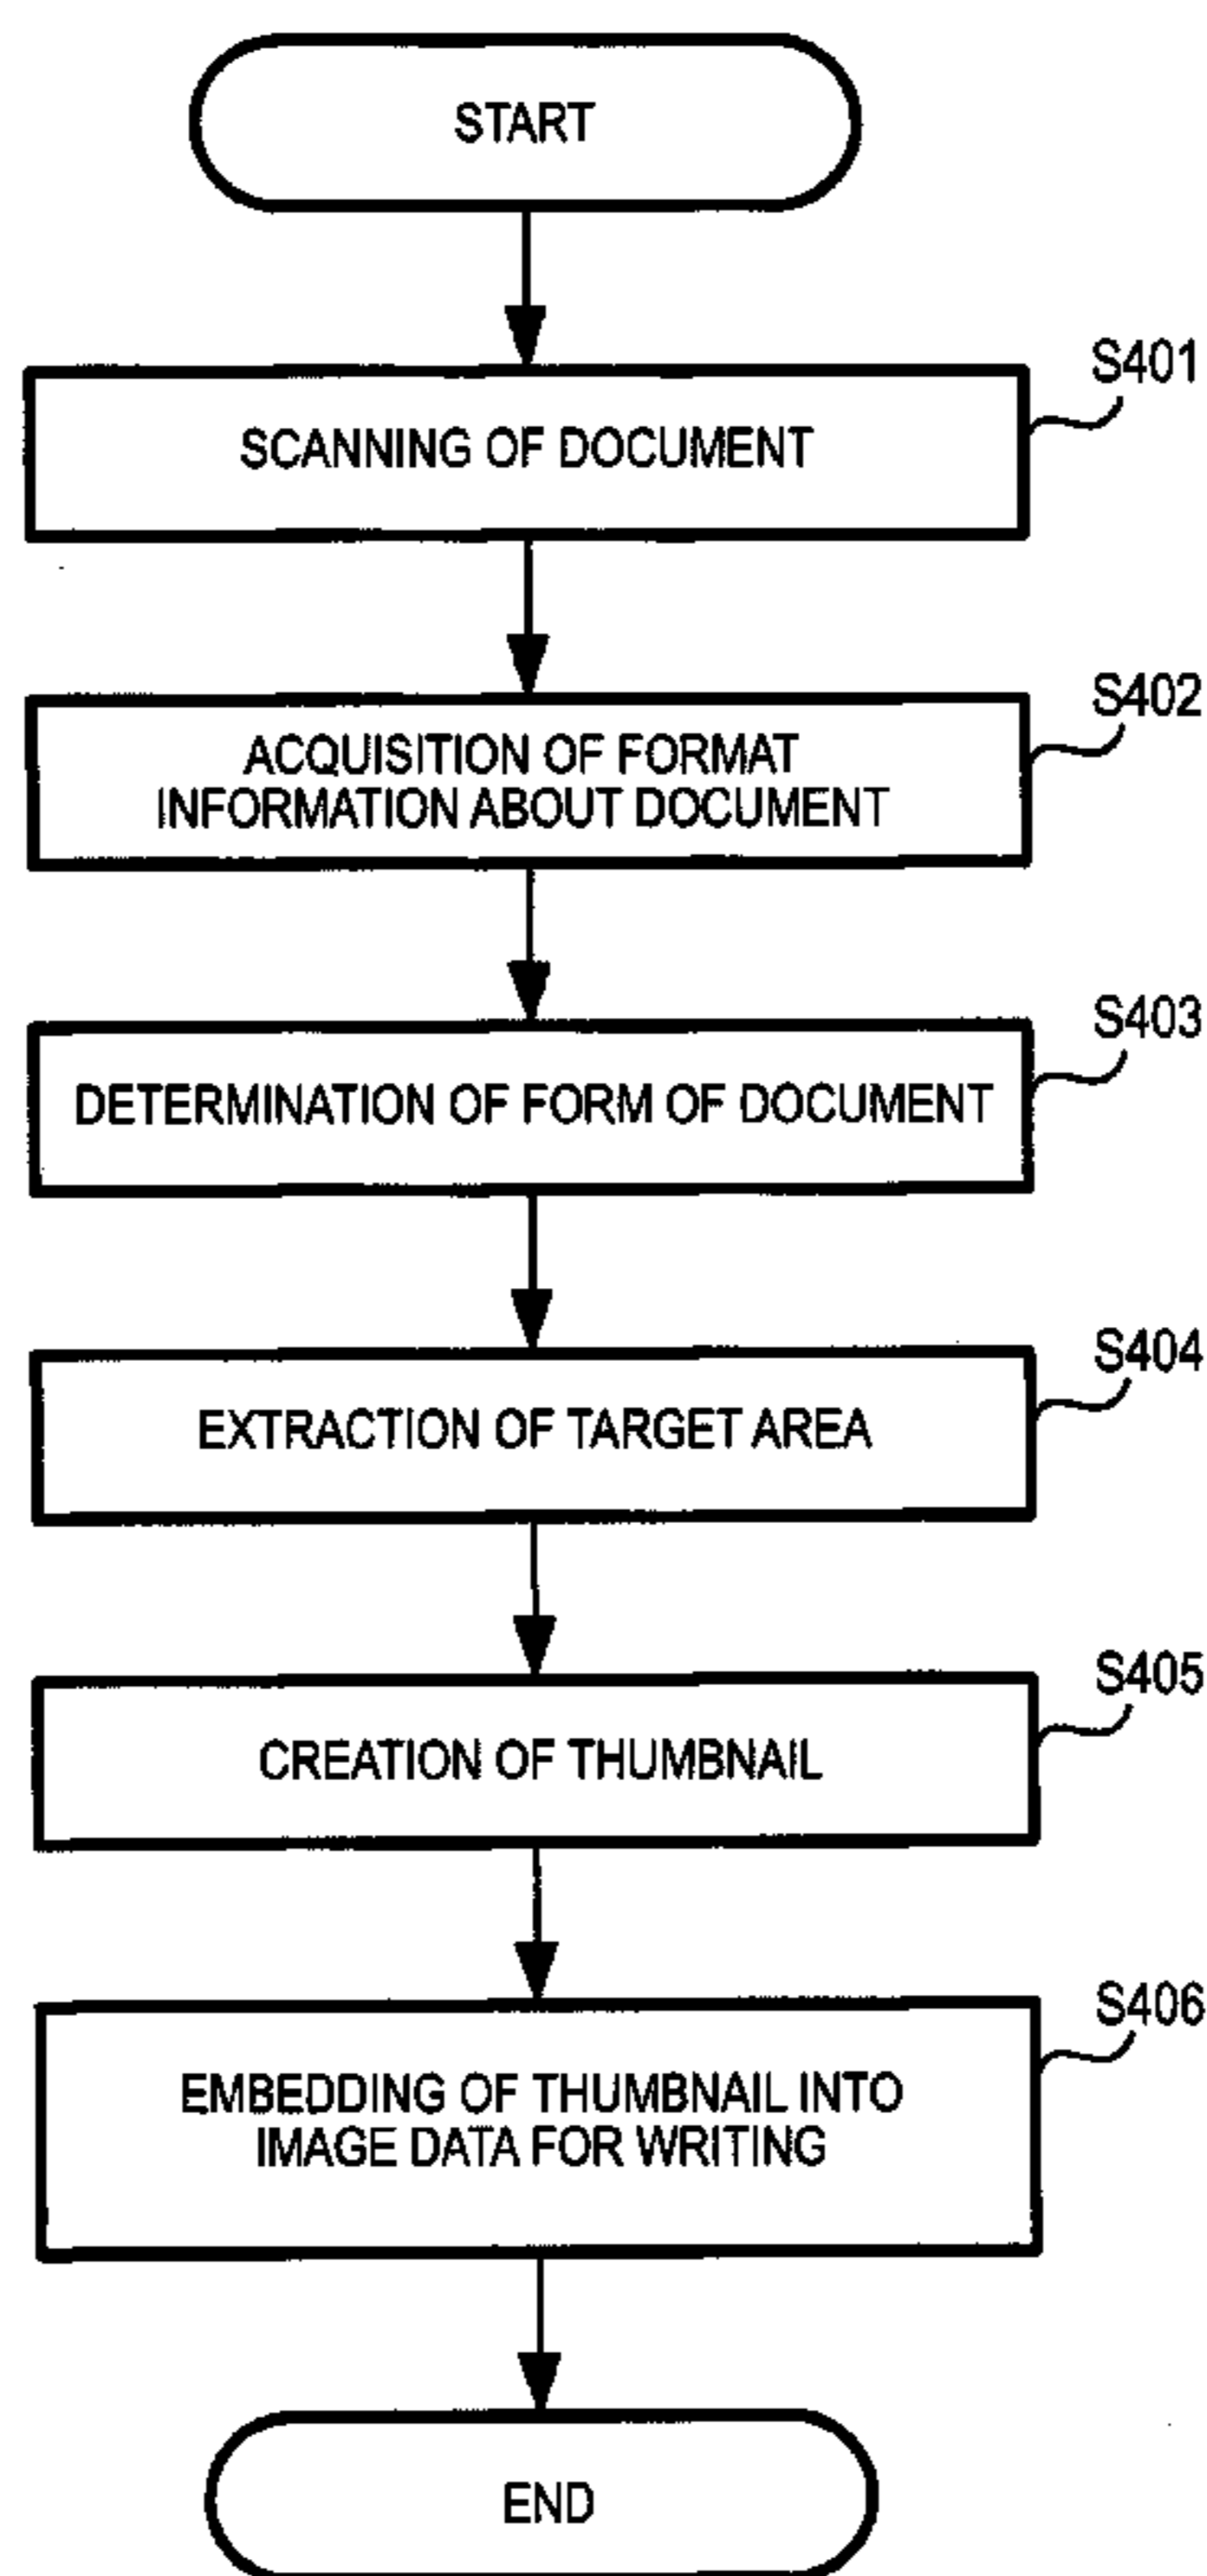 START
S401
SCANNING OF DOCUMENT
S402
ACQUISITION OF FORMAT
INFORMATION ABOUT DOCUMENT
S403
DETERMINATION OF FORM OF DOCUMENT
S404
EXTRACTION OF TARGET AREA
S405
CREATION OF THUMBNAIL
S406
EMBEDDING OF THUMBNAIL INTO
IMAGE DATA FOR WRITING
END